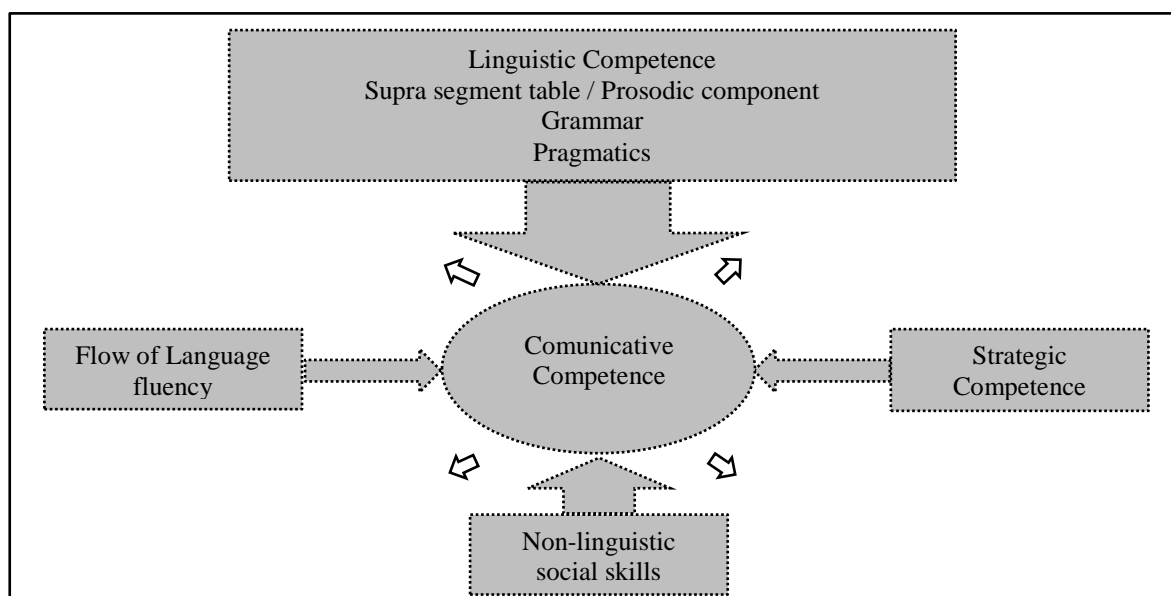 Linguistic Competence
Supra segment table / Prosodic component
Grammar
Pragmatics
Flow of Language
fluency
Comunicative
Competence
Strategic
Competence
Non-linguistic
social skills